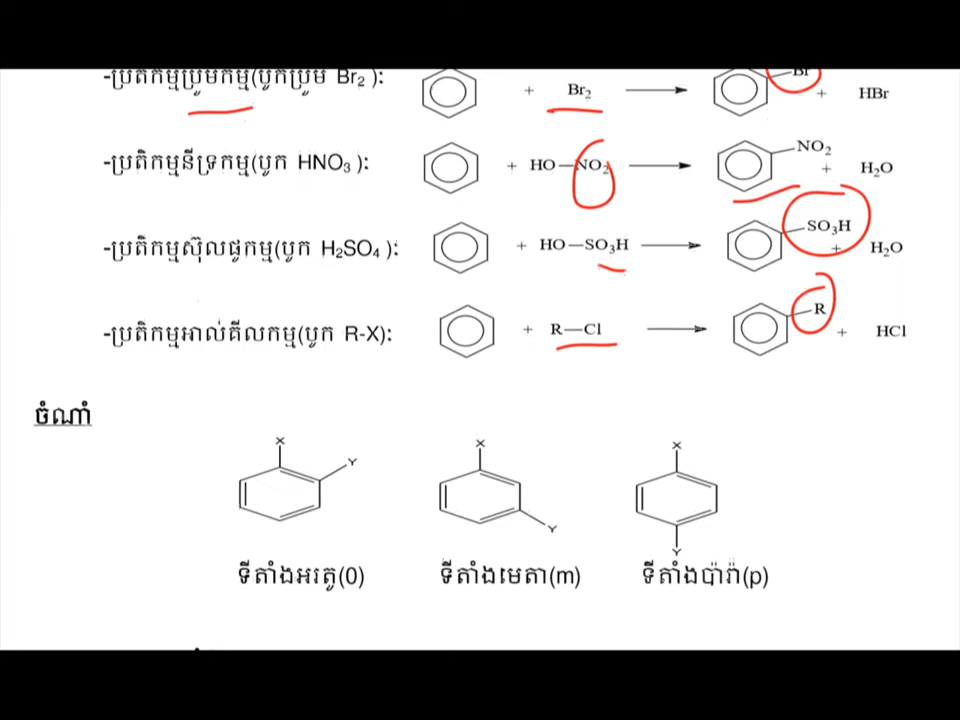 -ប្រតិកម្មប្រូមកម្ម(បូកប្រូម Br₂ ): + Br₂ Br + HBr
-ប្រតិកម្មនីទ្រកម្ម(បូក HNO₃ ): + HO—NO₂ NO₂ + H₂O
-ប្រតិកម្មស៊ុលផូកម្ម(បូក H₂SO₄ ): + HO—SO₃H SO₃H + H₂O
-ប្រតិកម្មអាល់គីលកម្ម(បូក R-X): + R—Cl R + HCl
ចំណាំ
X Y X Y X Y
ទីតាំងអរតូ(0) ទីតាំងមេតា(m) ទីតាំងប៉ារ៉ា(p)